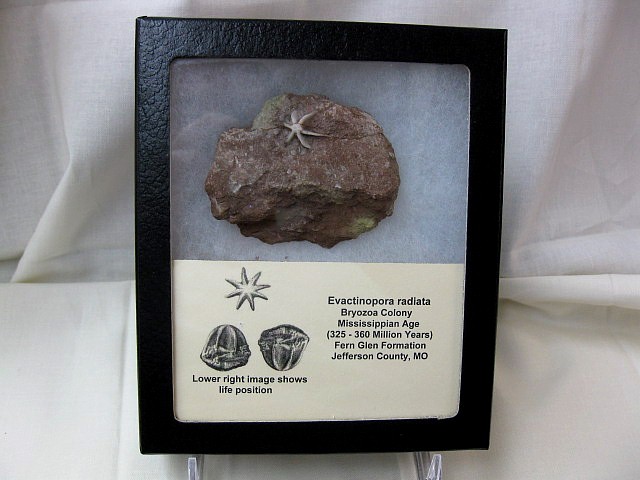 Evactinopora radiata
Bryozoa Colony
Mississippian Age
(325 - 360 Million Years)
Fern Glen Formation
Jefferson County, MO
Lower right image shows
life position